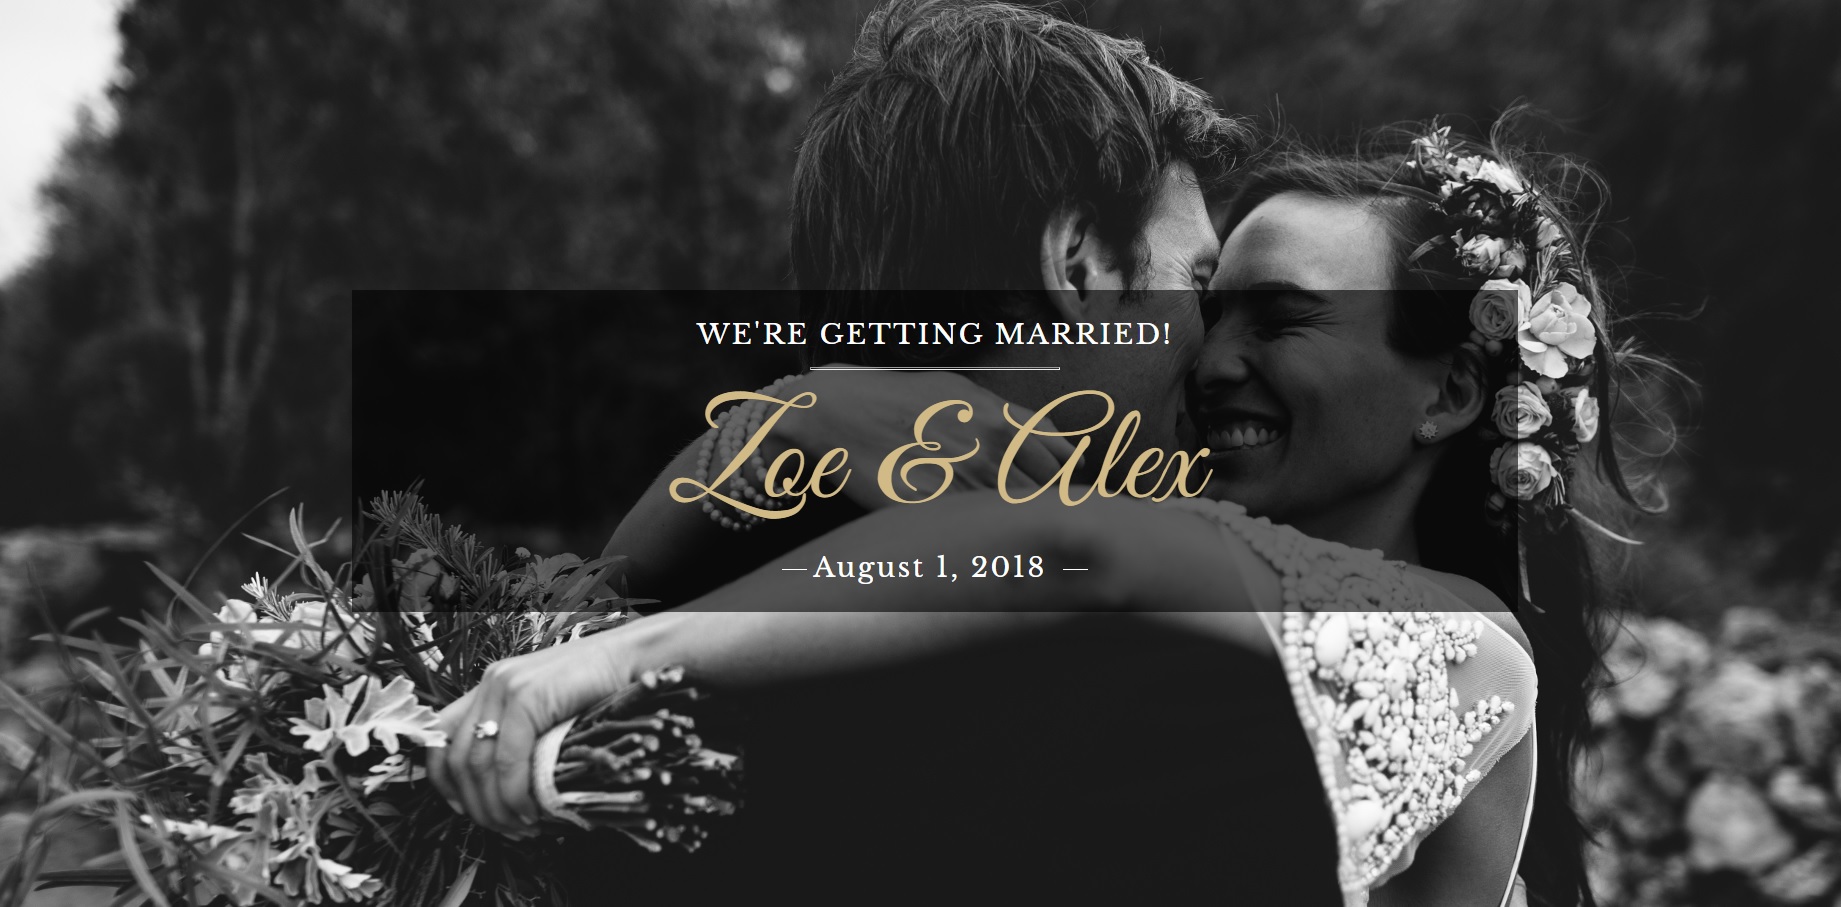 WE'RE GETTING MARRIED!
Zoe & Alex
— August 1, 2018 —